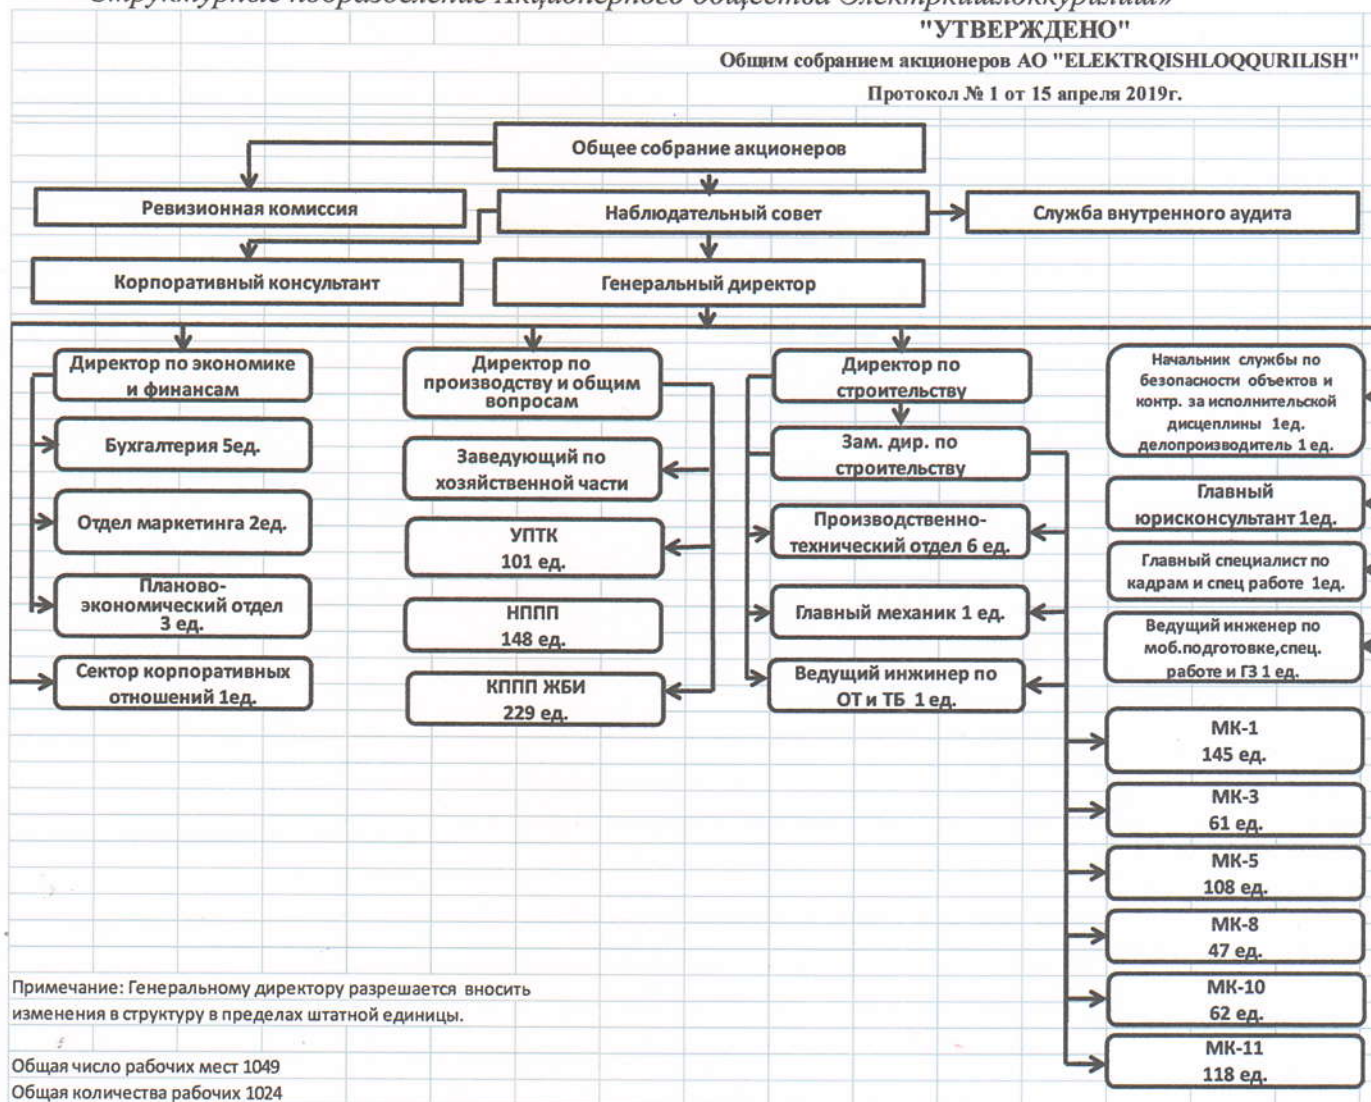 Структурные подразделение Акционерного общества Электркишлоккурилиш»
"УТВЕРЖДЕНО"
Общим собранием акционеров АО "ELEKTRQISHLOQQURILISH"
Протокол № 1 от 15 апреля 2019г.
Общее собрание акционеров
Ревизионная комиссия
Наблюдательный совет
Служба внутренного аудита
Корпоративный консультант
Генеральный директор
Директор по экономике
и финансам
Бухгалтерия 5ед.
Отдел маркетинга 2ед.
Планово-
экономический отдел
3 ед.
Сектор корпоративных
отношений 1ед.
Директор по
производству и общим
вопросам
Заведующий по
хозяйственной части
УПТК
101 ед.
НППП
148 ед.
КППП ЖБИ
229 ед.
Директор по
строительству
Зам. дир. по
строительству
Производственно-
технический отдел 6 ед.
Главный механик 1 ед.
Ведущий инжинер по
ОТ и ТБ 1 ед.
Начальник службы по
безопасности объектов и
контр. за исполнительской
дисцеплины 1ед.
делопроизводитель 1 ед.
Главный
юрисконсультант 1ед.
Главный специалист по
кадрам и спец работе 1ед.
Ведущий инженер по
моб.подготовке,спец.
работе и ГЗ 1 ед.
МК-1
145 ед.
МК-3
61 ед.
МК-5
108 ед.
МК-8
47 ед.
МК-10
62 ед.
МК-11
118 ед.
Примечание: Генеральному директору разрешается вносить
изменения в структуру в пределах штатной единицы.
Общая число рабочих мест 1049
Общая количества рабочих 1024